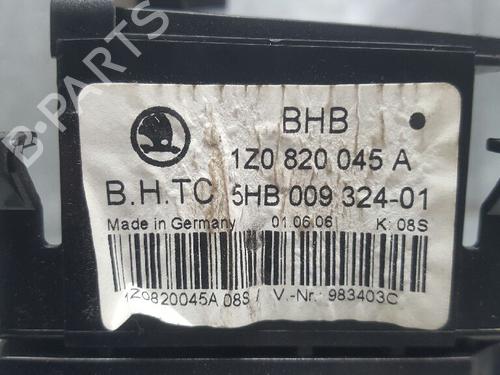 BHB
1Z0 820 045 A
B.H.TC 5HB 009 324-01
Made in Germany 01.06.06 K: 08S
1Z0820045A 08S / V.-Nr.: 983403C